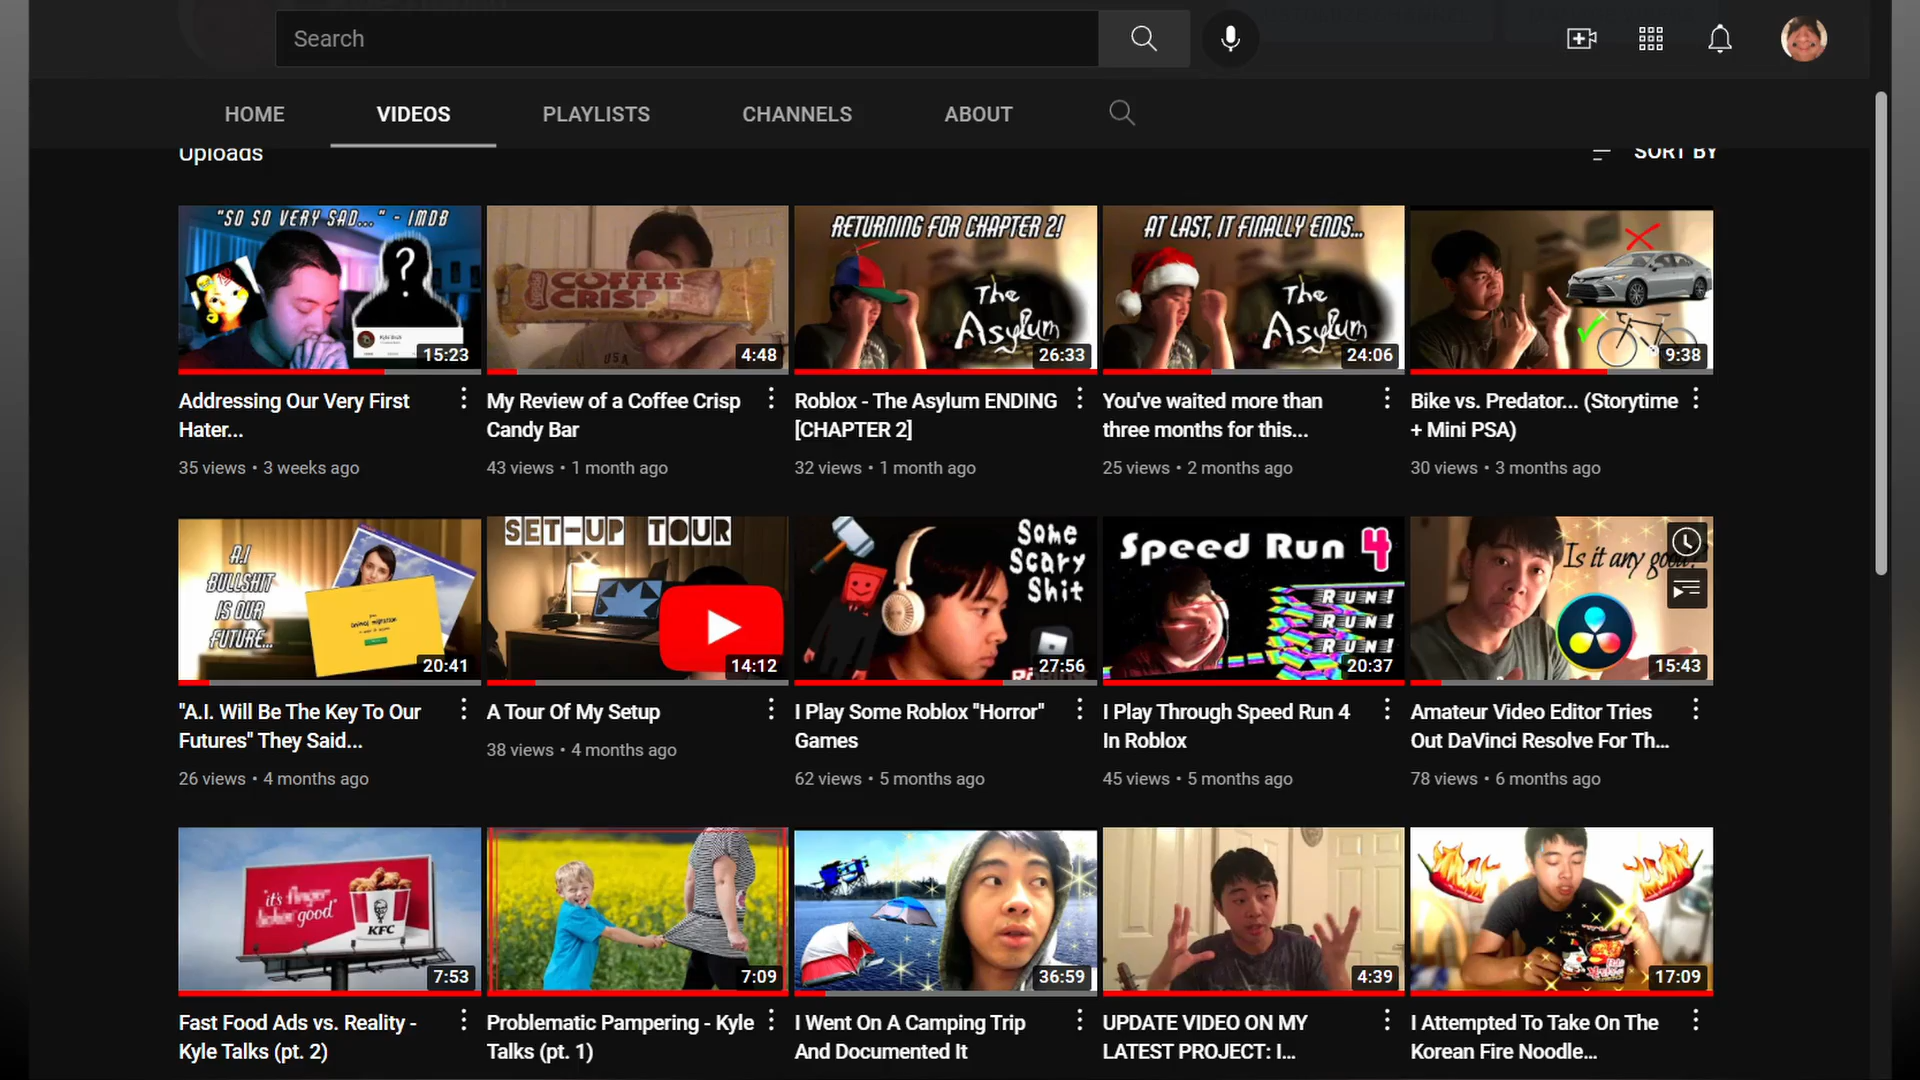 Search
HOME
VIDEOS
PLAYLISTS
CHANNELS
ABOUT
Uploads
SORT BY
"SO SO VERY SAD..." - IMDB
?
15:23
COFFEE
CRISP
USA
4:48
RETURNING FOR CHAPTER 2!
The
Asylum
26:33
AT LAST, IT FINALLY ENDS...
The
Asylum
24:06
9:38
Addressing Our Very First
Hater...
35 views • 3 weeks ago
My Review of a Coffee Crisp
Candy Bar
43 views • 1 month ago
Roblox - The Asylum ENDING
[CHAPTER 2]
32 views • 1 month ago
You've waited more than
three months for this...
25 views • 2 months ago
Bike vs. Predator... (Storytime
+ Mini PSA)
30 views • 3 months ago
A.I
BULLSHIT
IS OUR
FUTURE...
20:41
SET-UP TOUR
14:12
Some
Scary
Shit
27:56
Speed Run 4
RUN!
RUN!
RUN!
20:37
Is it any good?
15:43
"A.I. Will Be The Key To Our
Futures" They Said...
26 views • 4 months ago
A Tour Of My Setup
38 views • 4 months ago
I Play Some Roblox "Horror"
Games
62 views • 5 months ago
I Play Through Speed Run 4
In Roblox
45 views • 5 months ago
Amateur Video Editor Tries
Out DaVinci Resolve For Th...
78 views • 6 months ago
"it's finger
lickin' good"
KFC
7:53
7:09
36:59
4:39
17:09
Fast Food Ads vs. Reality -
Kyle Talks (pt. 2)
Problematic Pampering - Kyle
Talks (pt. 1)
I Went On A Camping Trip
And Documented It
UPDATE VIDEO ON MY
LATEST PROJECT: I...
I Attempted To Take On The
Korean Fire Noodle...